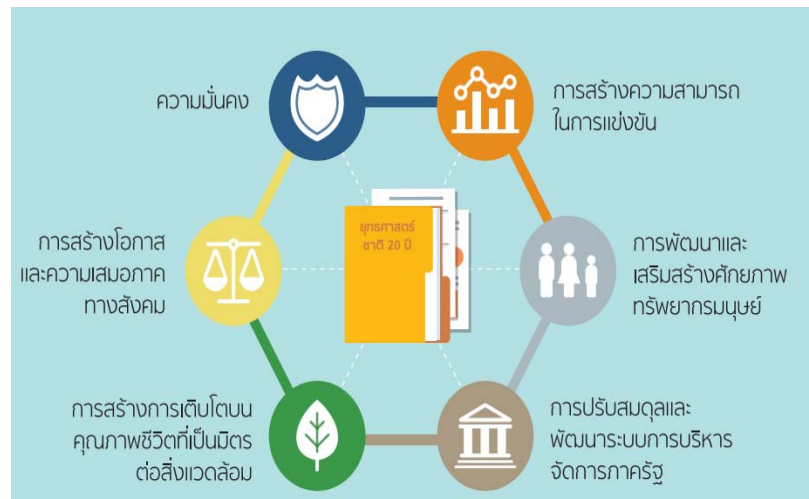 ความมั่นคง
การสร้างความสามารถ
ในการแข่งขัน
ยุทธศาสตร์
ชาติ 20 ปี
การสร้างโอกาส
และความเสมอภาค
ทางสังคม
การพัฒนาและ
เสริมสร้างศักยภาพ
ทรัพยากรมนุษย์
การสร้างการเติบโตบน
คุณภาพชีวิตที่เป็นมิตร
ต่อสิ่งแวดล้อม
การปรับสมดุลและ
พัฒนาระบบการบริหาร
จัดการภาครัฐ